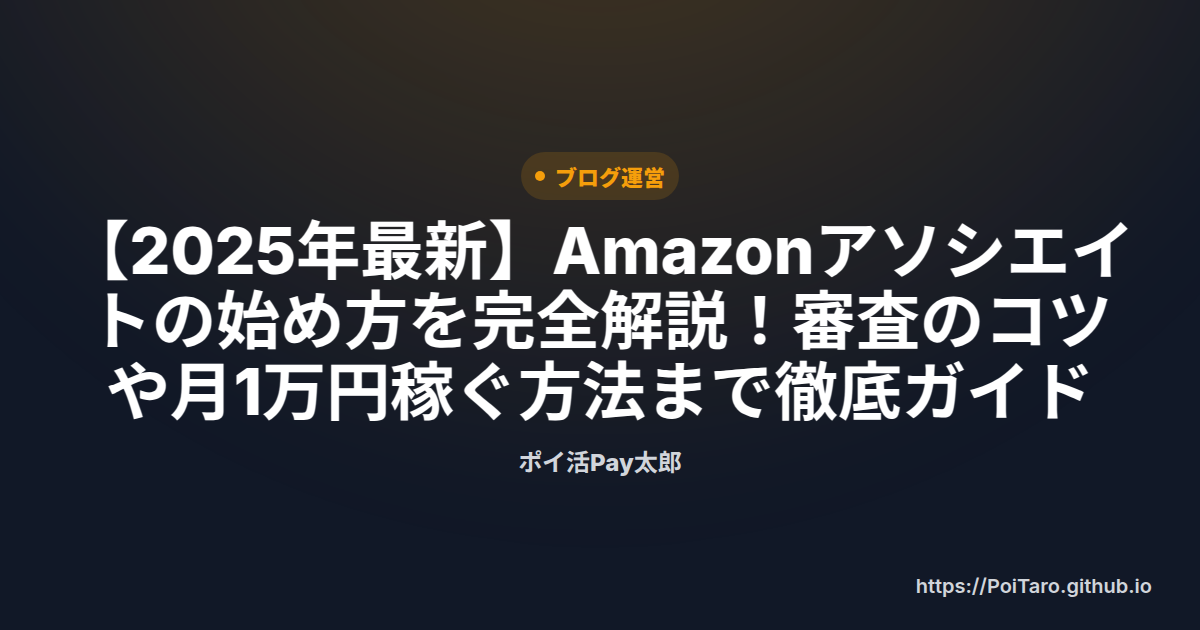 ブログ運営
【2025年最新】Amazonアソシエイ
トの始め方を完全解説！審査のコツ
や月1万円稼ぐ方法まで徹底ガイド
ポイ活Pay太郎
https://PoiTaro.github.io